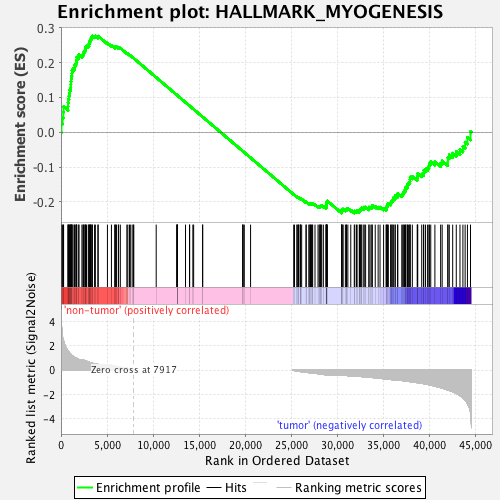 Enrichment plot: HALLMARK_MYOGENESIS
Enrichment score (ES)
0.3
0.2
0.1
0.0
-0.1
-0.2
'non-tumor' (positively correlated)
Ranked list metric (Signal2Noise)
4
2
0
-2
-4
Zero cross at 7917
'tumor' (negatively correlated)
0
5,000
10,000
15,000
20,000
25,000
30,000
35,000
40,000
45,000
Rank in Ordered Dataset
Enrichment profile
Hits
Ranking metric scores